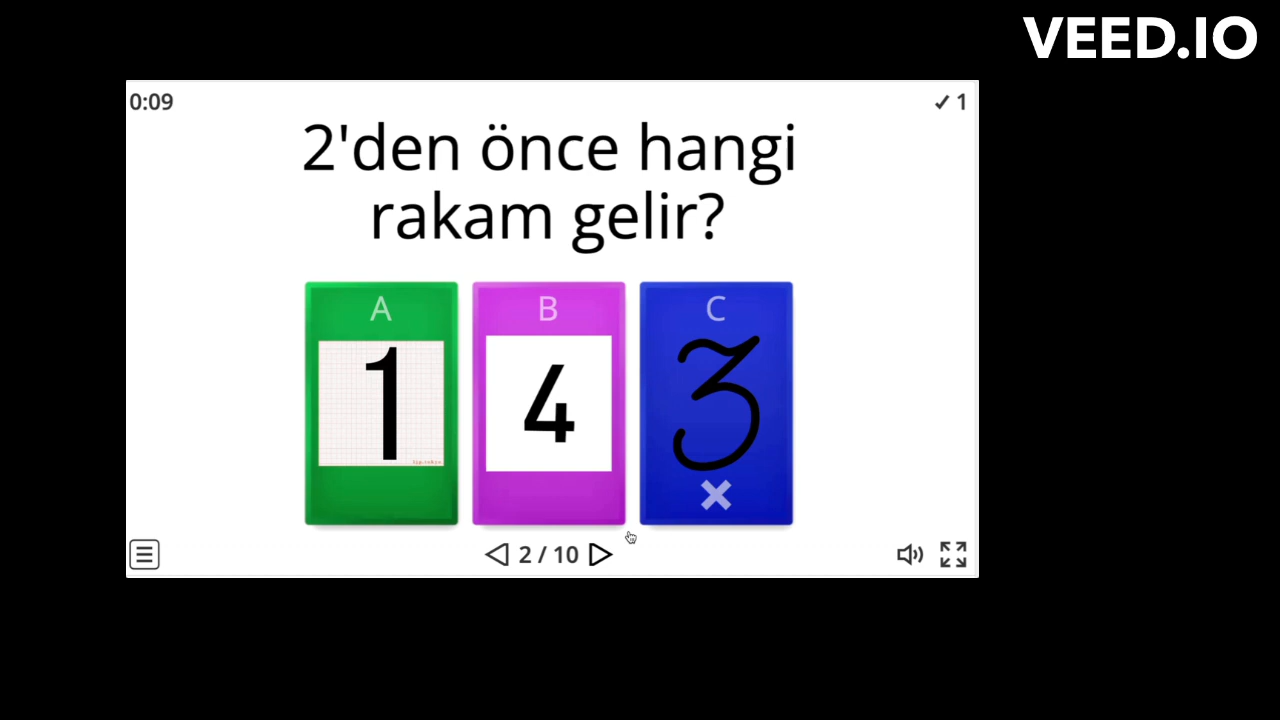 VEED.IO
0:09
✓ 1
2'den önce hangi
rakam gelir?
A
B
C
1
4
3
2 / 10